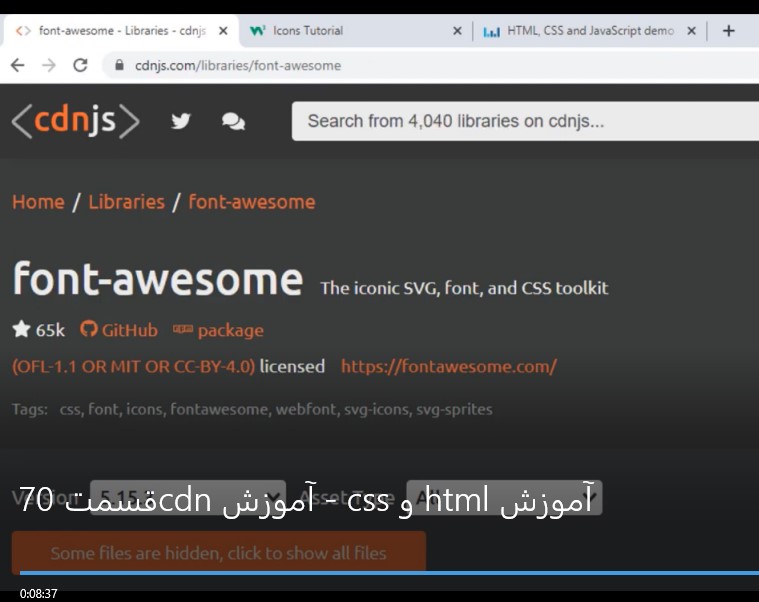 font-awesome - Libraries - cdnjs
Icons Tutorial
HTML, CSS and JavaScript demo
cdnjs.com/libraries/font-awesome
<cdnjs>
Search from 4,040 libraries on cdnjs...
Home / Libraries / font-awesome
font-awesome The iconic SVG, font, and CSS toolkit
65k GitHub package
(OFL-1.1 OR MIT OR CC-BY-4.0) licensed https://fontawesome.com/
Tags: css, font, icons, fontawesome, webfont, svg-icons, svg-sprites
Version Asset Type
آموزش html و css - آموزش cdnقسمت 70
Some files are hidden, click to show all files
0:08:37